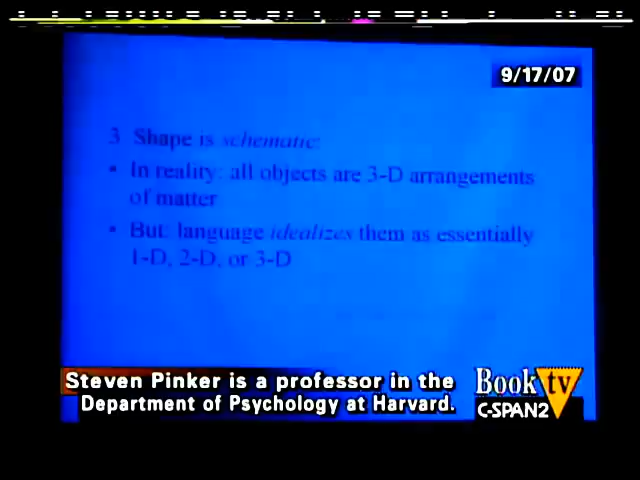 9/17/07
3 Shape is schematic:
• In reality: all objects are 3-D arrangements
of matter
• But: language idealizes them as essentially
1-D, 2-D, or 3-D
Steven Pinker is a professor in the
Department of Psychology at Harvard.
Book tv
C-SPAN2